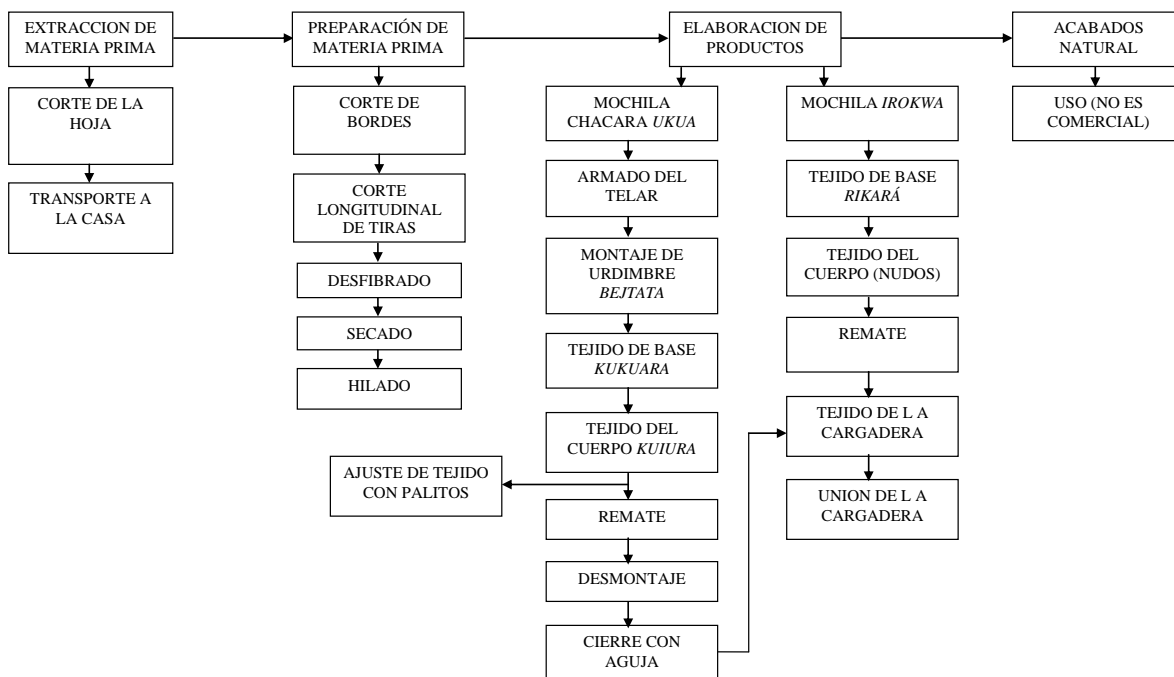 EXTRACCION DE
MATERIA PRIMA
PREPARACIÓN DE
MATERIA PRIMA
ELABORACION DE
PRODUCTOS
ACABADOS
NATURAL
CORTE DE LA
HOJA
TRANSPORTE A
LA CASA
CORTE DE
BORDES
CORTE
LONGITUDINAL
DE TIRAS
DESFIBRADO
SECADO
HILADO
MOCHILA
CHACARA UKUA
ARMADO DEL
TELAR
MONTAJE DE
URDIMBRE
BEJTATA
TEJIDO DE BASE
KUKUARA
TEJIDO DEL
CUERPO KUIURA
AJUSTE DE TEJIDO
CON PALITOS
REMATE
DESMONTAJE
CIERRE CON
AGUJA
MOCHILA IROKWA
TEJIDO DE BASE
RIKARÁ
TEJIDO DEL
CUERPO (NUDOS)
REMATE
TEJIDO DE L A
CARGADERA
UNION DE L A
CARGADERA
USO (NO ES
COMERCIAL)